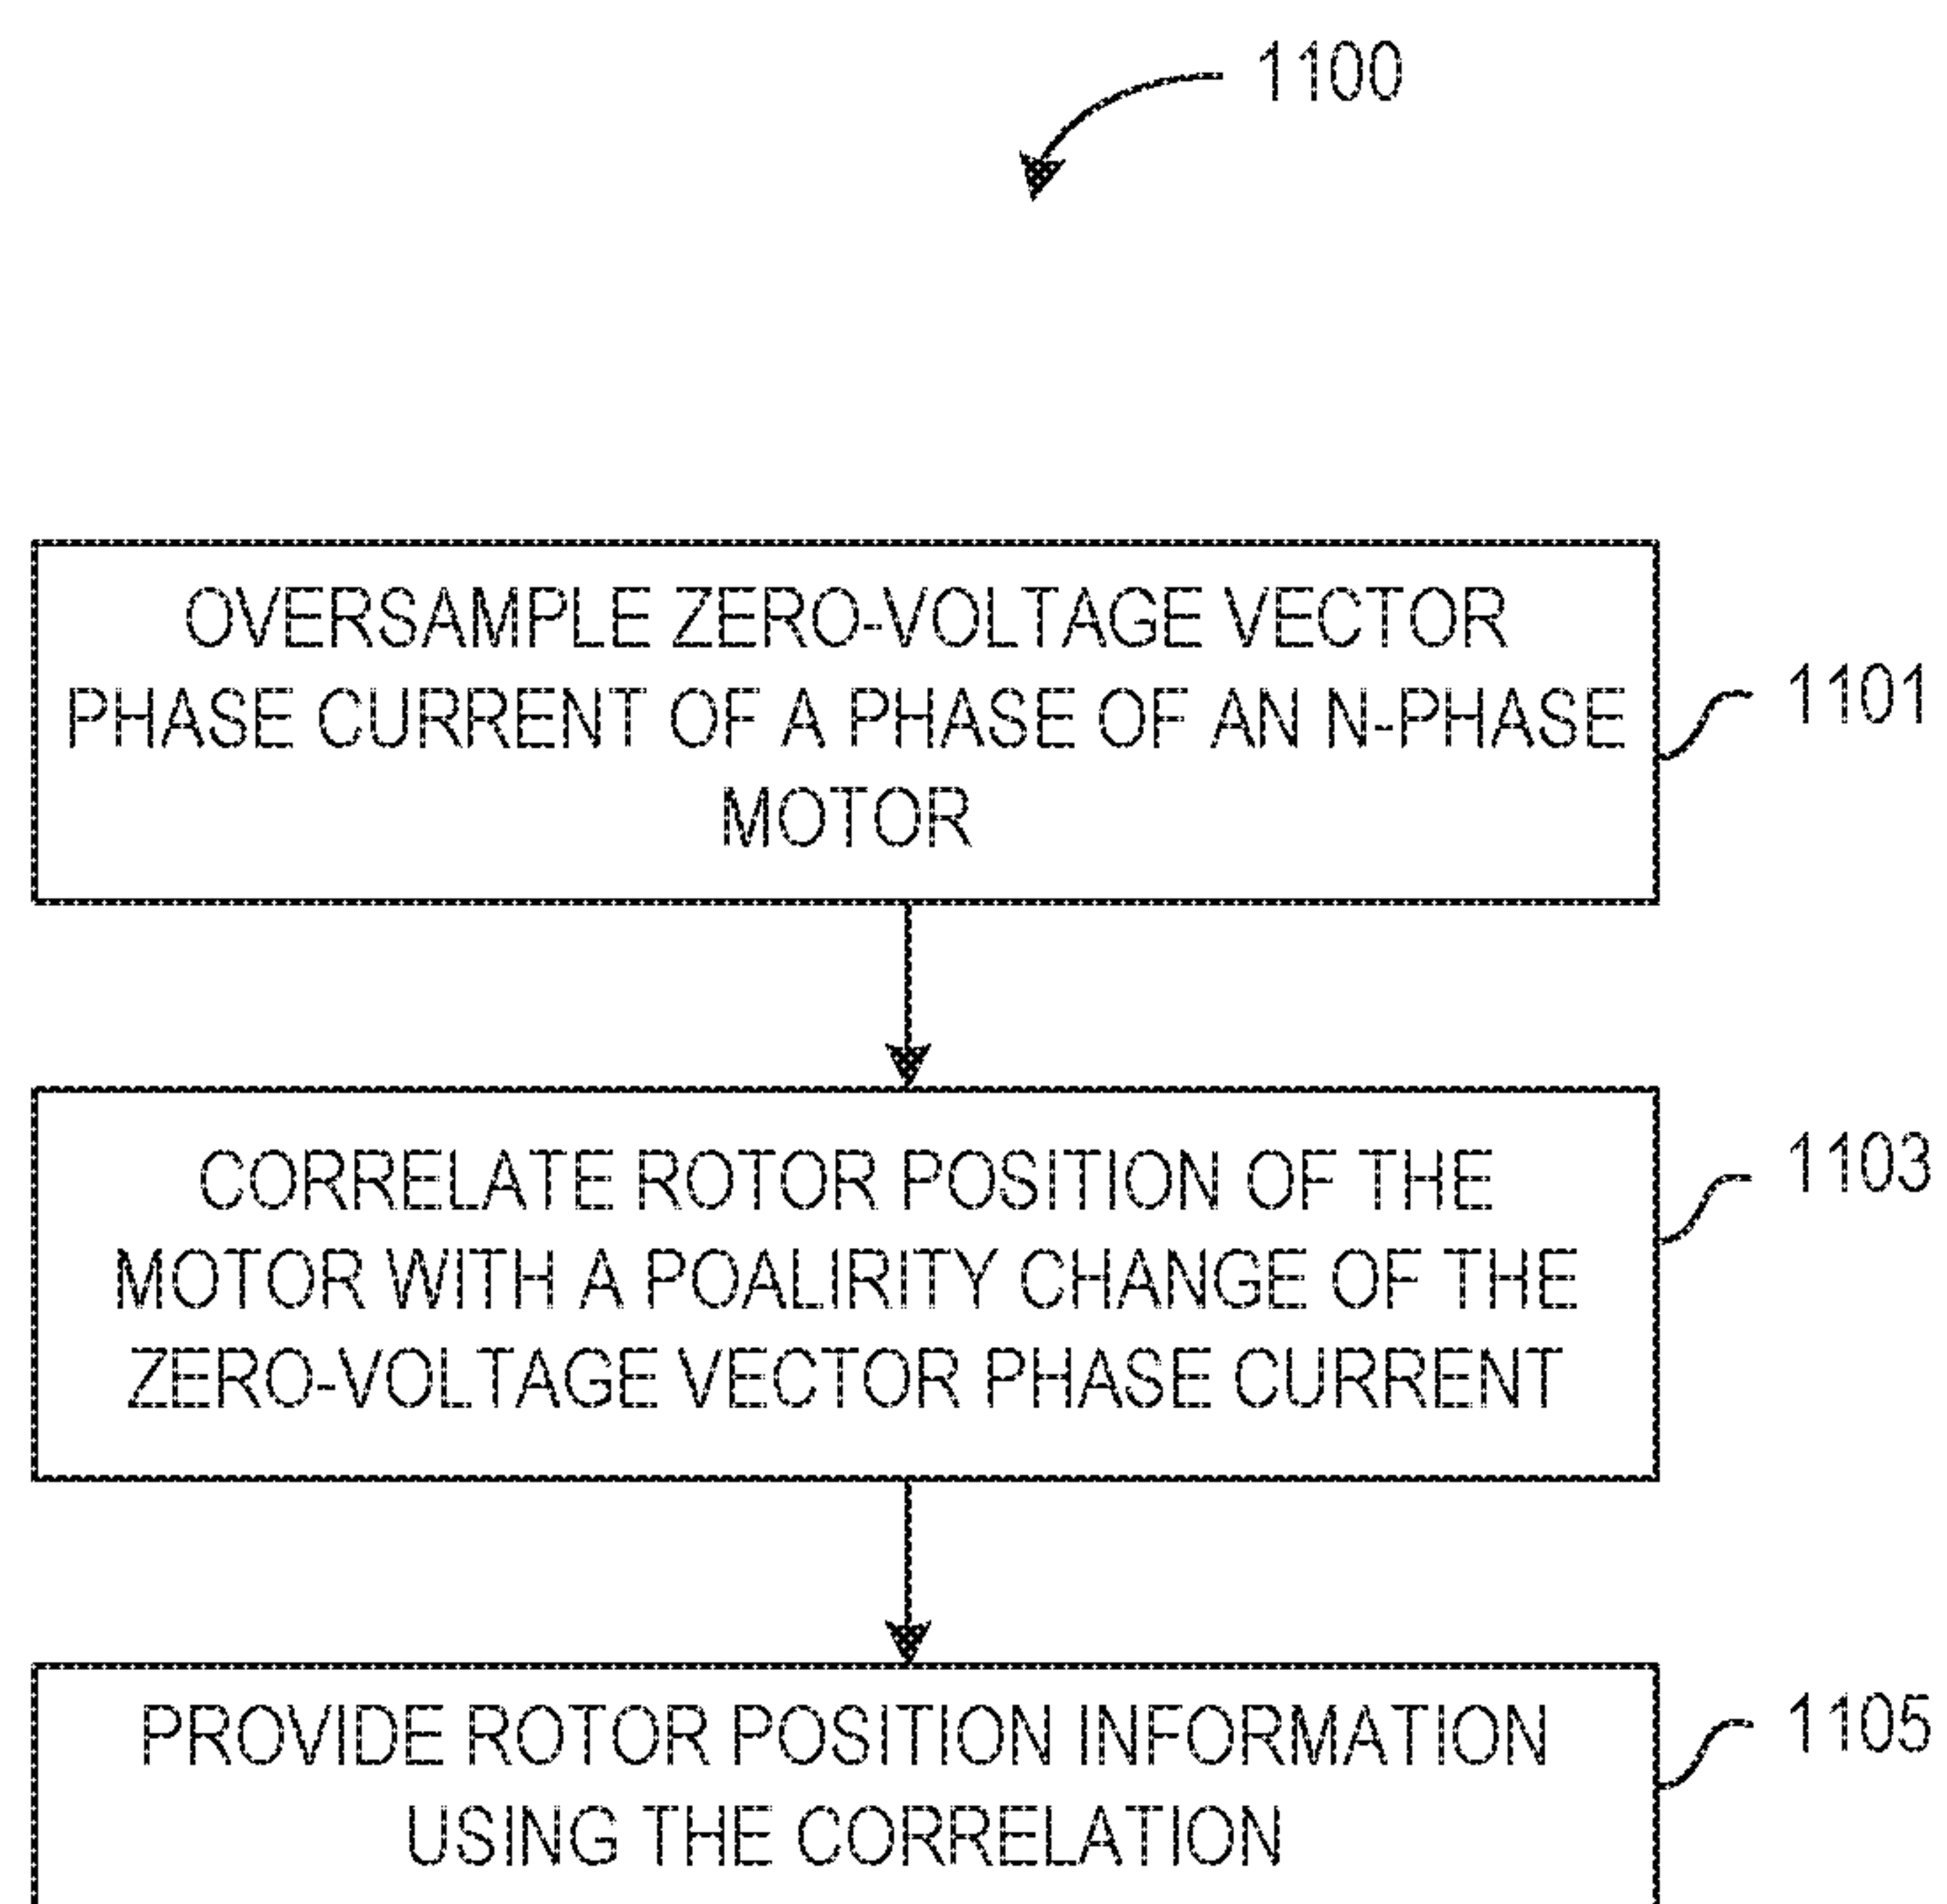 1100
OVERSAMPLE ZERO-VOLTAGE VECTOR
PHASE CURRENT OF A PHASE OF AN N-PHASE
MOTOR
1101
CORRELATE ROTOR POSITION OF THE
MOTOR WITH A POALIRITY CHANGE OF THE
ZERO-VOLTAGE VECTOR PHASE CURRENT
1103
PROVIDE ROTOR POSITION INFORMATION
USING THE CORRELATION
1105